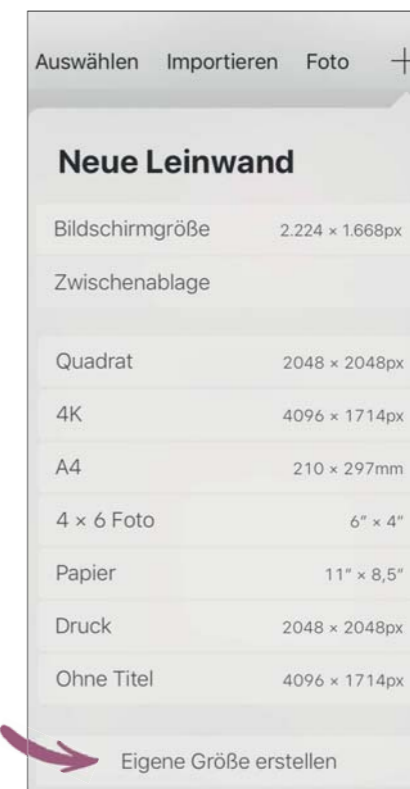 Auswählen Importieren Foto +
Neue Leinwand
Bildschirmgröße 2.224 × 1.668px
Zwischenablage
Quadrat 2048 × 2048px
4K 4096 × 1714px
A4 210 × 297mm
4 × 6 Foto 6" × 4"
Papier 11" × 8,5"
Druck 2048 × 2048px
Ohne Titel 4096 × 1714px
Eigene Größe erstellen